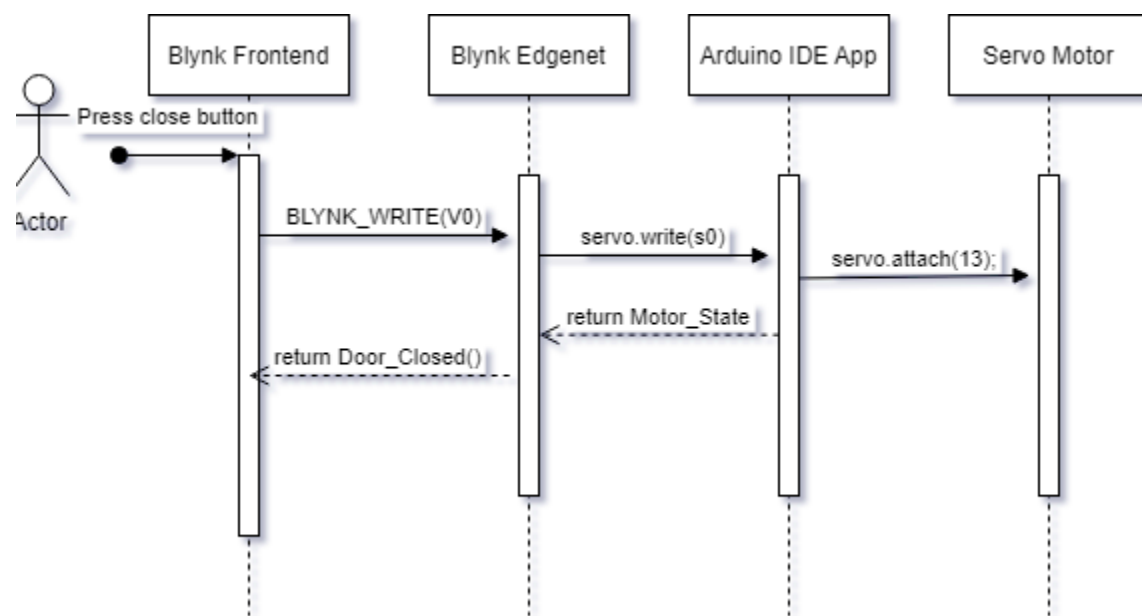 Blynk Frontend
Blynk Edgenet
Arduino IDE App
Servo Motor
Press close button
Actor
BLYNK_WRITE(V0)
servo.write(s0)
servo.attach(13);
return Motor_State
return Door_Closed()